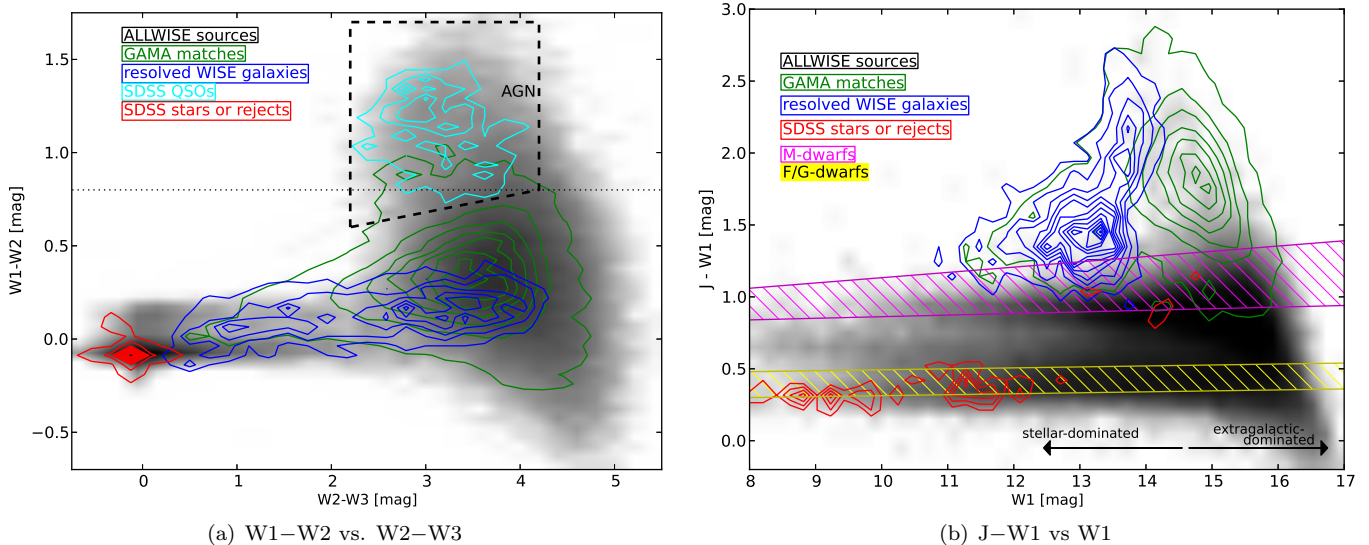 1.5
1.0
0.5
0.0
−0.5
W1-W2 [mag]
ALLWISE sources
GAMA matches
resolved WISE galaxies
SDSS QSOs
SDSS stars or rejects
AGN
0 1 2 3 4 5
W2-W3 [mag]
(a) W1−W2 vs. W2−W3
3.0
2.5
2.0
1.5
1.0
0.5
0.0
J - W1 [mag]
ALLWISE sources
GAMA matches
resolved WISE galaxies
SDSS stars or rejects
M-dwarfs
F/G-dwarfs
stellar-dominated
extragalactic-
dominated
8 9 10 11 12 13 14 15 16 17
W1 [mag]
(b) J−W1 vs W1